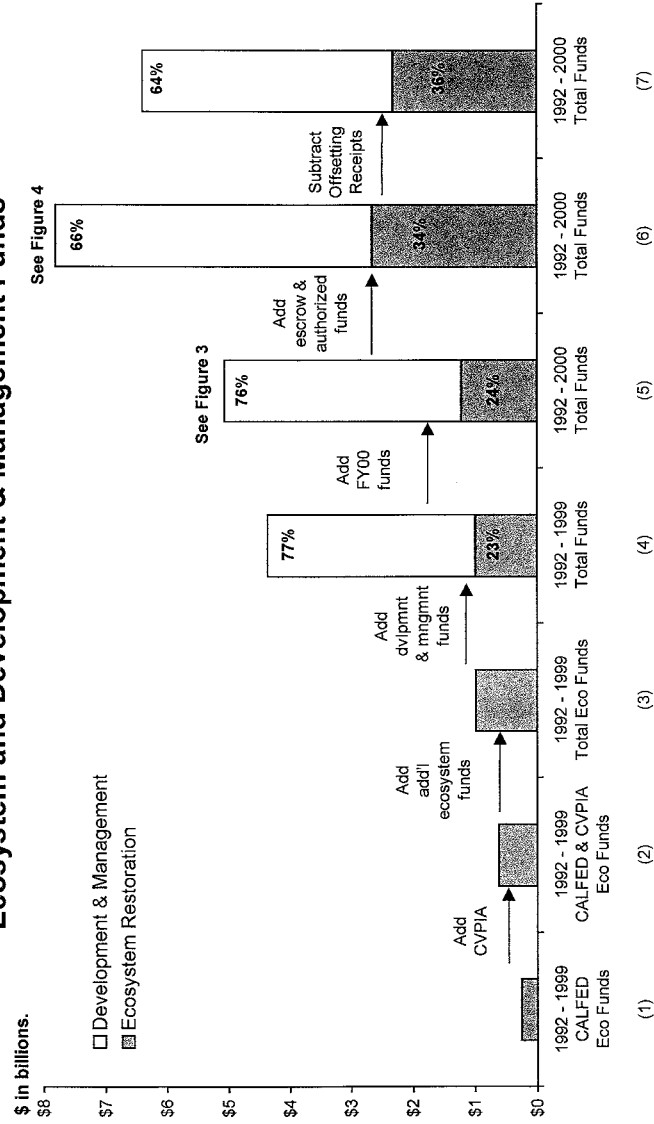 Ecosystem and Development & Management Funds
$ in billions.
$8
$7
$6
$5
$4
$3
$2
$1
$0
Development & Management
Ecosystem Restoration
Add
CVPIA
Add
add'l
ecosystem
funds
Add
dvlpmnt
& mngmnt
funds
77%
23%
Add
FY00
funds
See Figure 3
76%
24%
Add
escrow &
authorized
funds
See Figure 4
66%
34%
Subtract
Offsetting
Receipts
64%
36%
1992 - 1999
CALFED
Eco Funds
1992 - 1999
CALFED & CVPIA
Eco Funds
1992 - 1999
Total Eco Funds
1992 - 1999
Total Funds
1992 - 2000
Total Funds
1992 - 2000
Total Funds
1992 - 2000
Total Funds
(1)
(2)
(3)
(4)
(5)
(6)
(7)